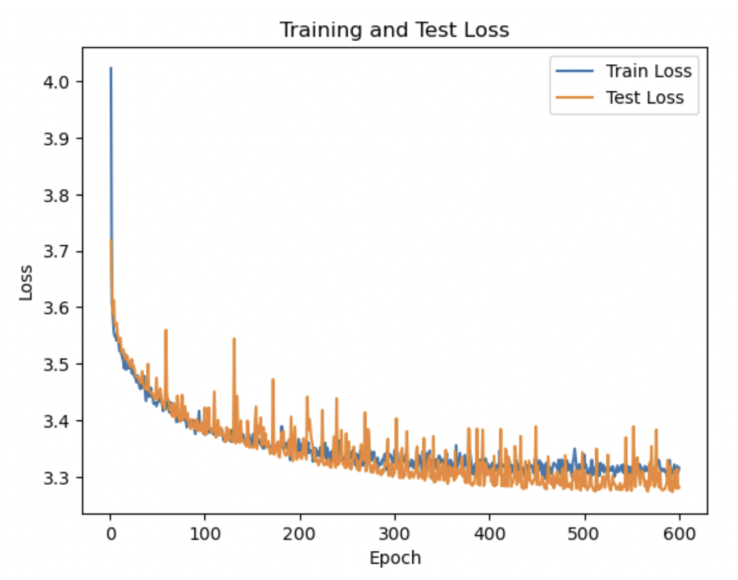 Training and Test Loss
Train Loss
Test Loss
4.0
3.9
3.8
3.7
3.6
3.5
3.4
3.3
Loss
0 100 200 300 400 500 600
Epoch